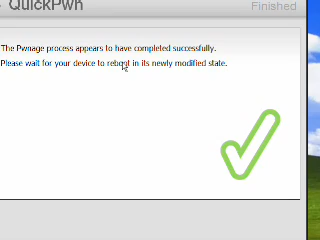 QuickPwn
Finished
The Pwnage process appears to have completed successfully.
Please wait for your device to reboot in its newly modified state.